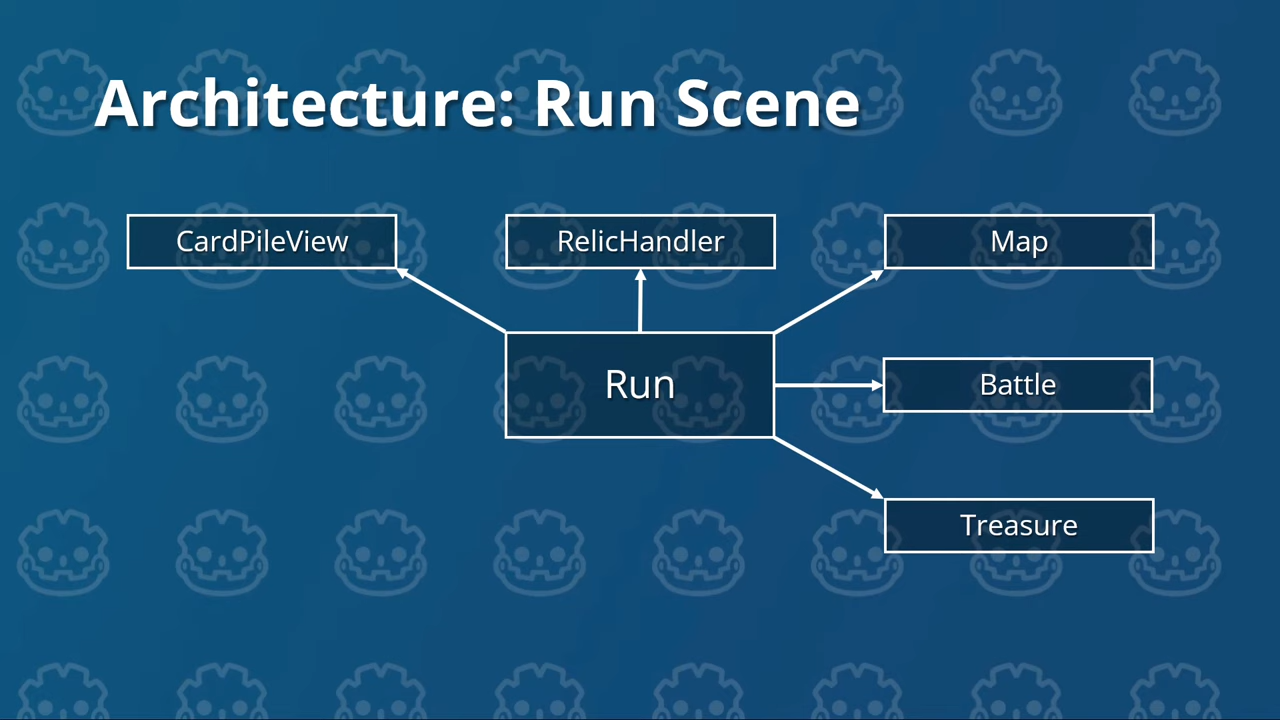 Architecture: Run Scene
CardPileView
RelicHandler
Map
Run
Battle
Treasure